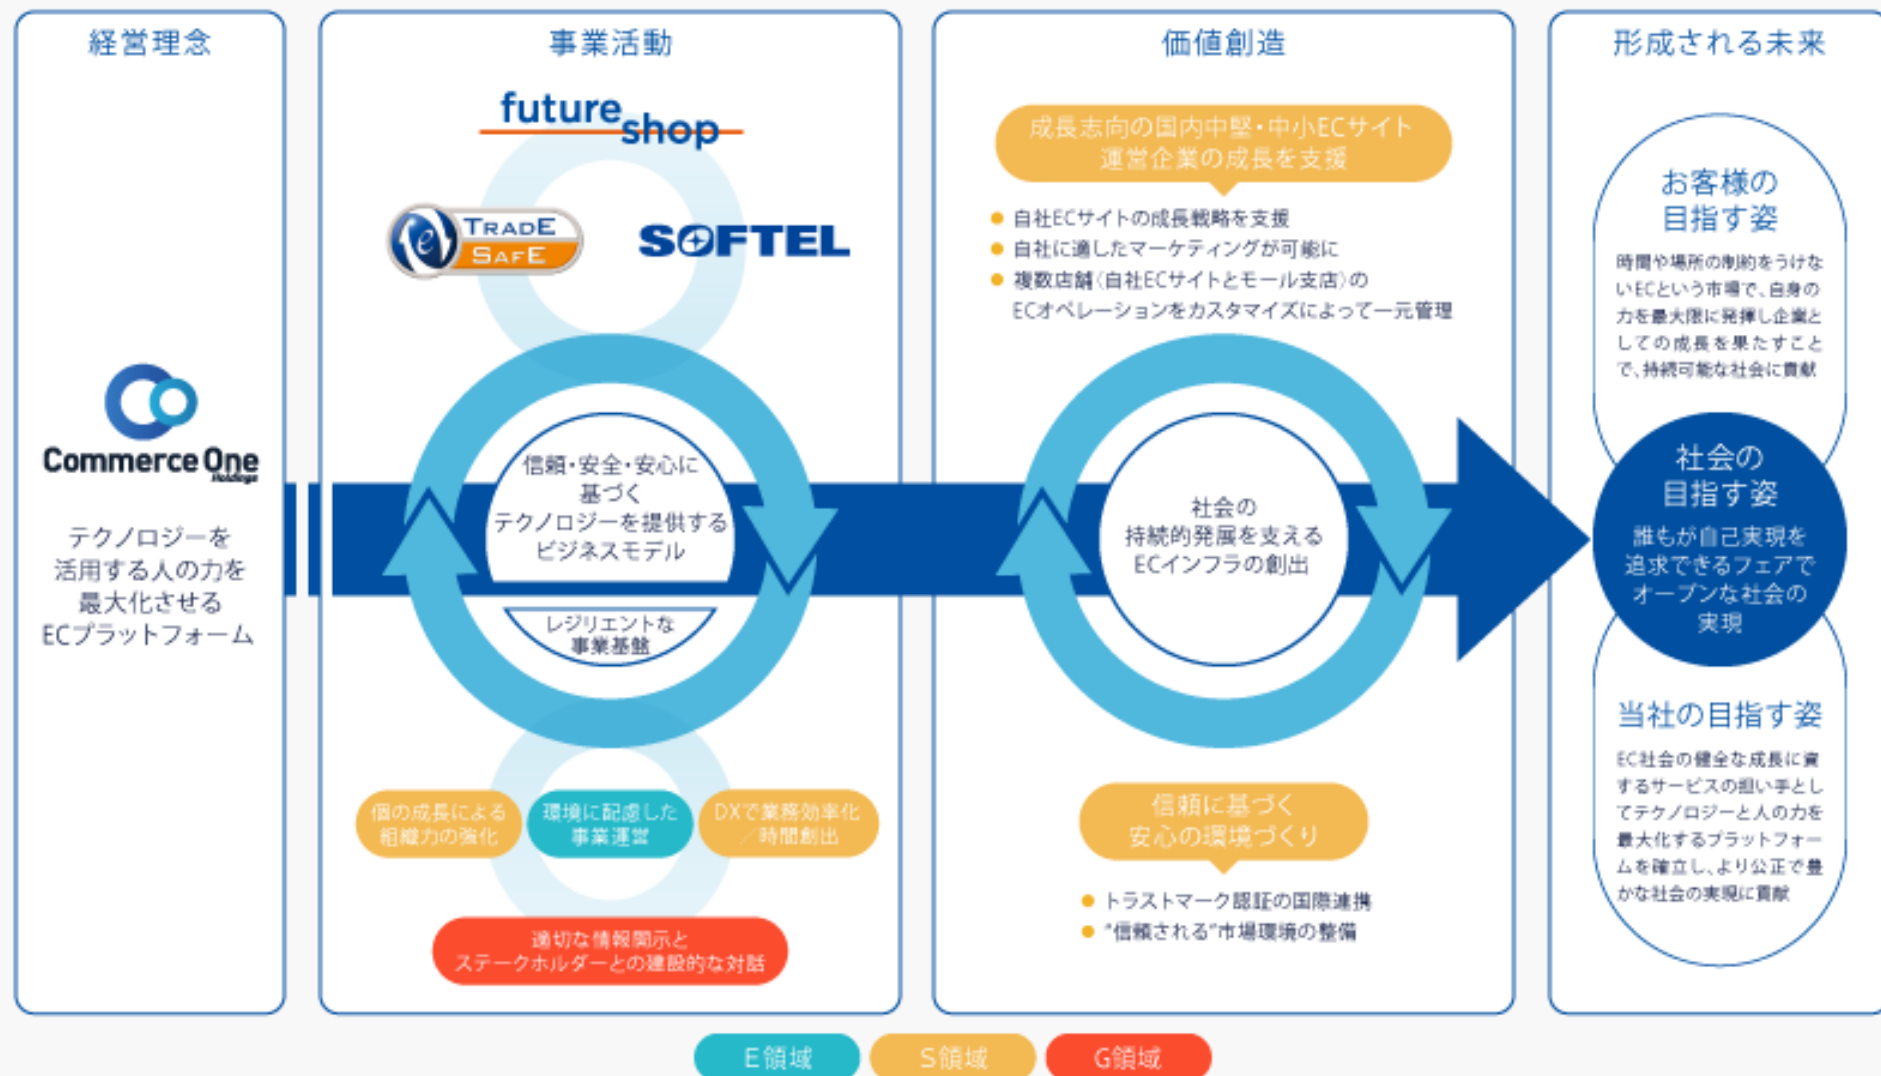 経営理念
Commerce One
Holdings
テクノロジーを
活用する人の力を
最大化させる
ECプラットフォーム
事業活動
future
shop
TRADE
SAFE
SOFTEL
信頼・安全・安心に
基づく
テクノロジーを提供する
ビジネスモデル
レジリエントな
事業基盤
個の成長による
組織力の強化
環境に配慮した
事業運営
DXで業務効率化
／時間創出
適切な情報開示と
ステークホルダーとの建設的な対話
価値創造
成長志向の国内中堅・中小ECサイト
運営企業の成長を支援
自社ECサイトの成長戦略を支援
自社に適したマーケティングが可能に
複数店舗(自社ECサイトとモール支店)の
ECオペレーションをカスタマイズによって一元管理
社会の
持続的発展を支える
ECインフラの創出
信頼に基づく
安心の環境づくり
トラストマーク認証の国際連携
“信頼される”市場環境の整備
形成される未来
お客様の
目指す姿
時間や場所の制約をうけな
いECという市場で、自身の
力を最大限に発揮し企業と
しての成長を果たすこと
で、持続可能な社会に貢献
社会の
目指す姿
誰もが自己実現を
追求できるフェアで
オープンな社会の
実現
当社の目指す姿
EC社会の健全な成長に資
するサービスの担い手とし
てテクノロジーと人の力を
最大化するプラットフォー
ムを確立し、より公正で豊
かな社会の実現に貢献
E領域
S領域
G領域